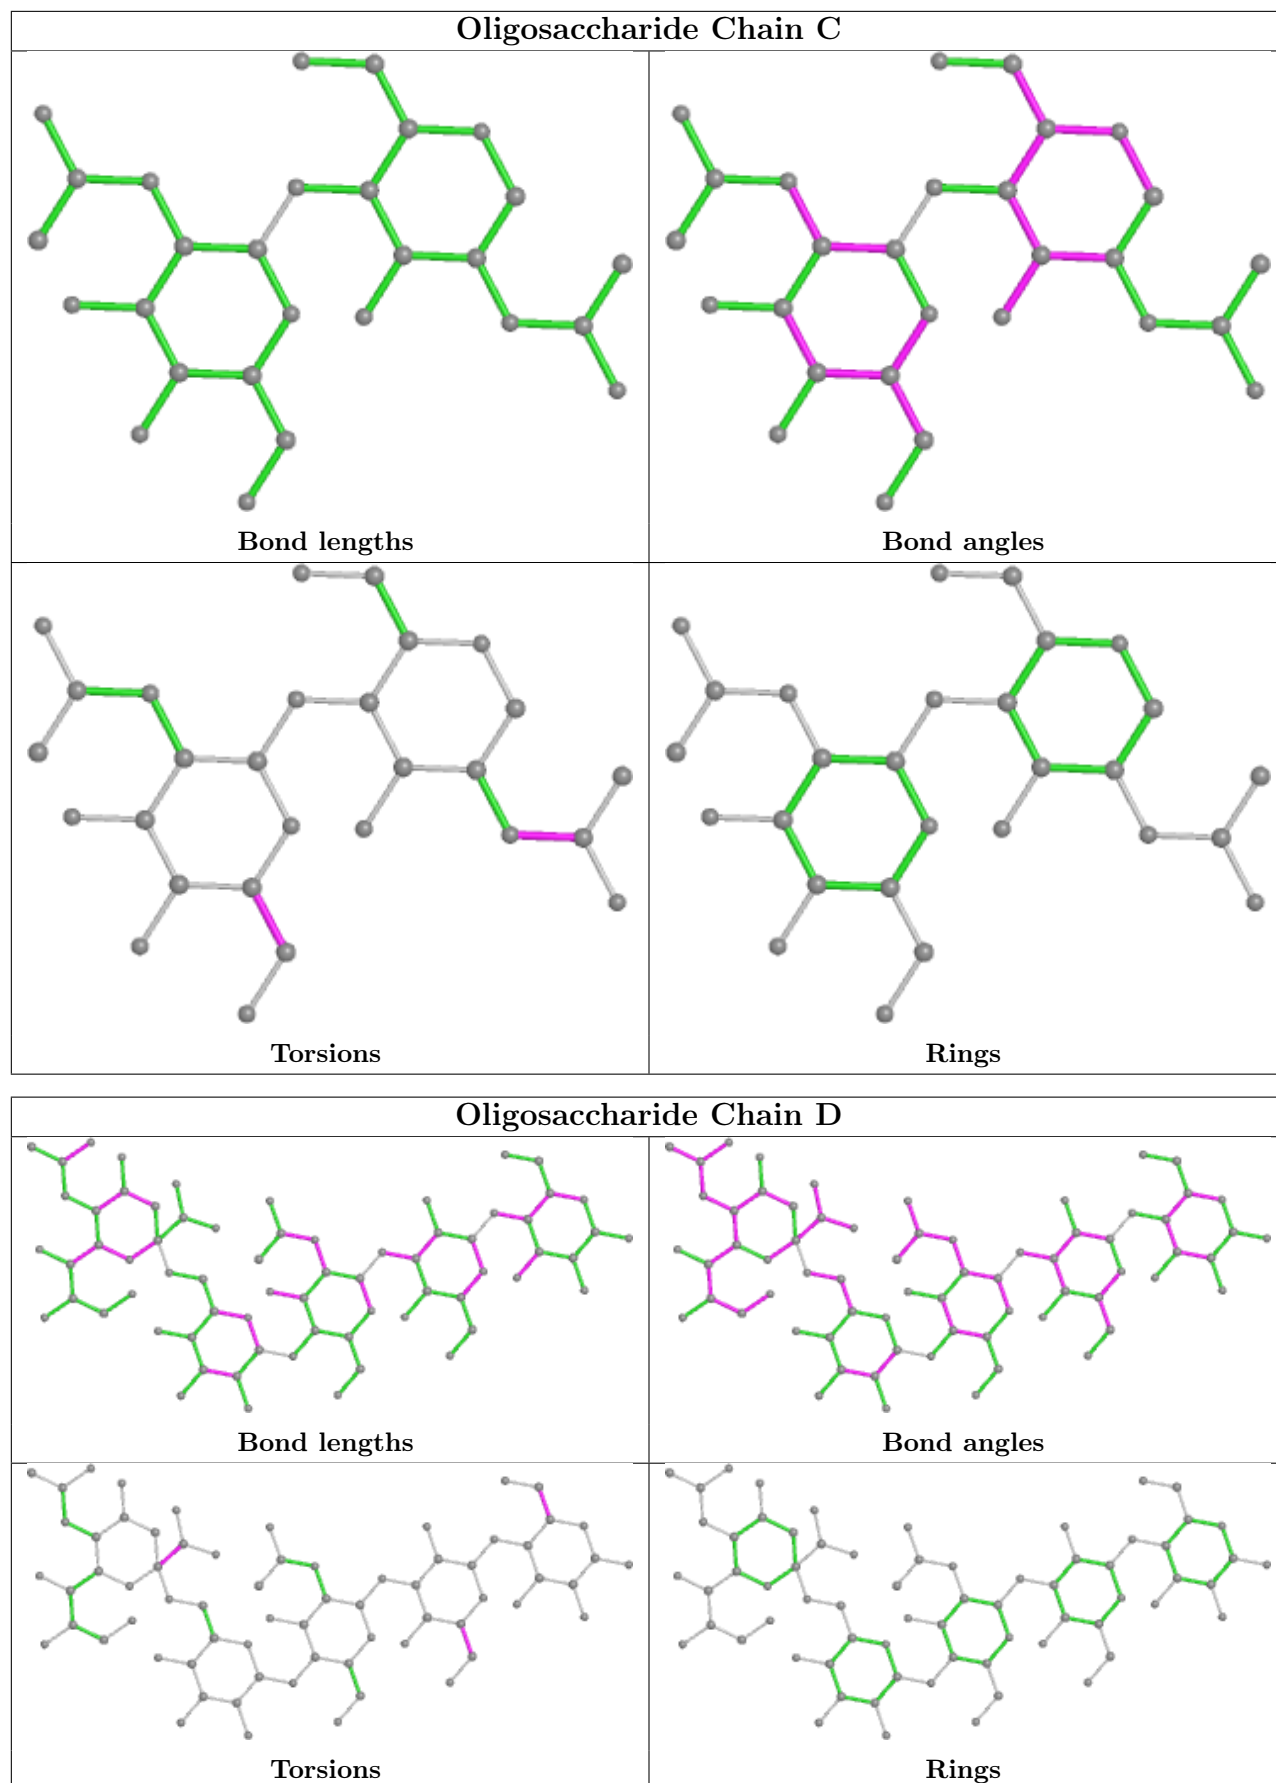 Oligosaccharide Chain C
Bond lengths
Bond angles
Torsions
Rings
Oligosaccharide Chain D
Bond lengths
Bond angles
Torsions
Rings